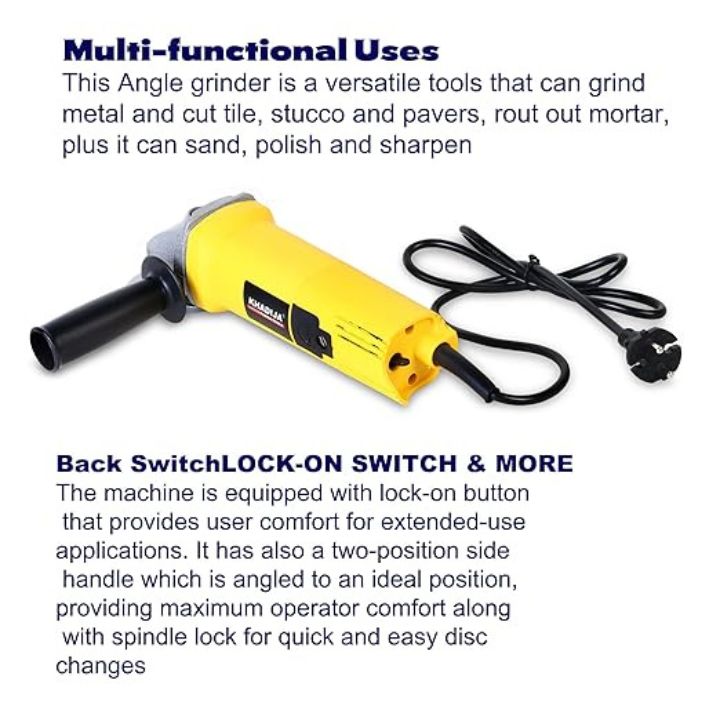 Multi-functional Uses
This Angle grinder is a versatile tools that can grind
metal and cut tile, stucco and pavers, rout out mortar,
plus it can sand, polish and sharpen
KHADIJA
Back SwitchLOCK-ON SWITCH & MORE
The machine is equipped with lock-on button
that provides user comfort for extended-use
applications. It has also a two-position side
handle which is angled to an ideal position,
providing maximum operator comfort along
with spindle lock for quick and easy disc
changes